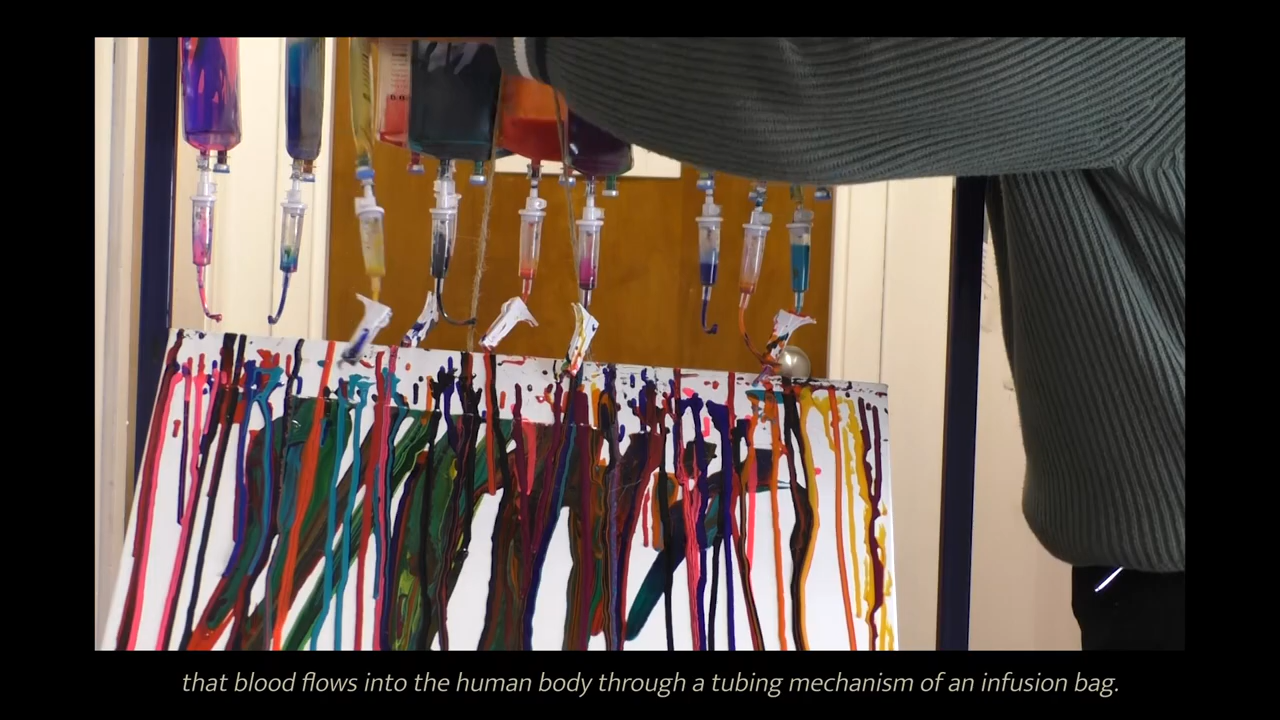 that blood flows into the human body through a tubing mechanism of an infusion bag.